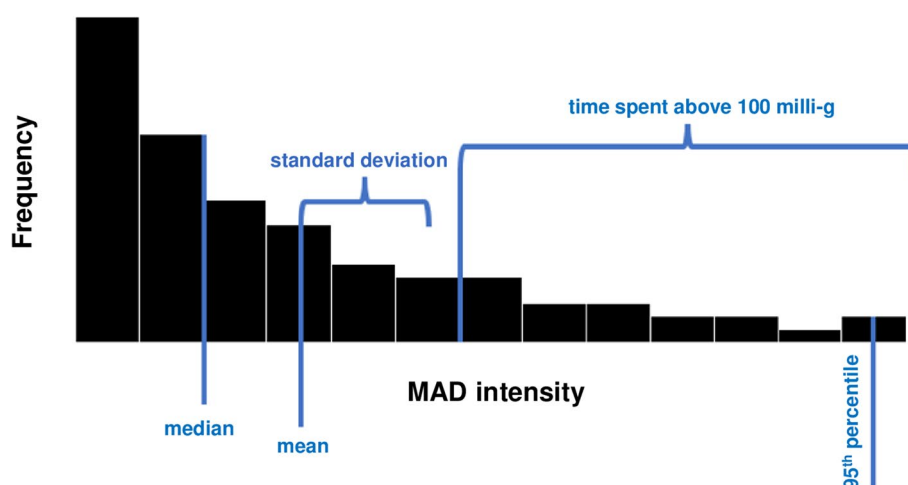 time spent above 100 milli-g
standard deviation
Frequency
MAD intensity
median
mean
95th percentile